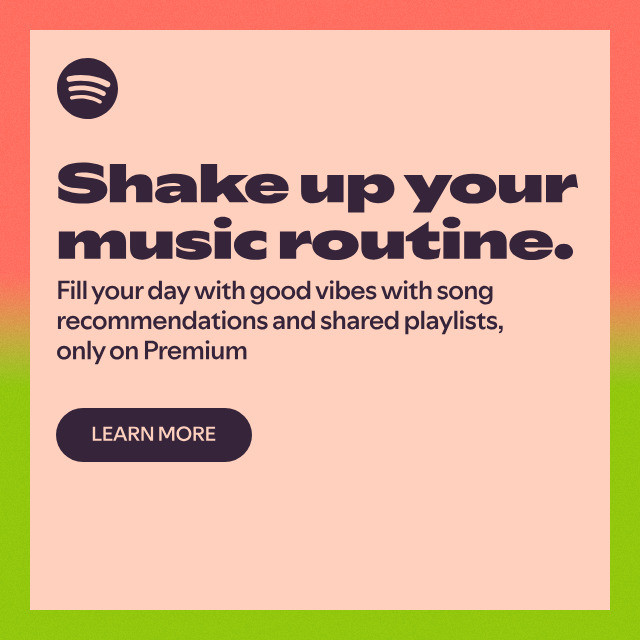 Shake up your
music routine.
Fill your day with good vibes with song
recommendations and shared playlists,
only on Premium
LEARN MORE